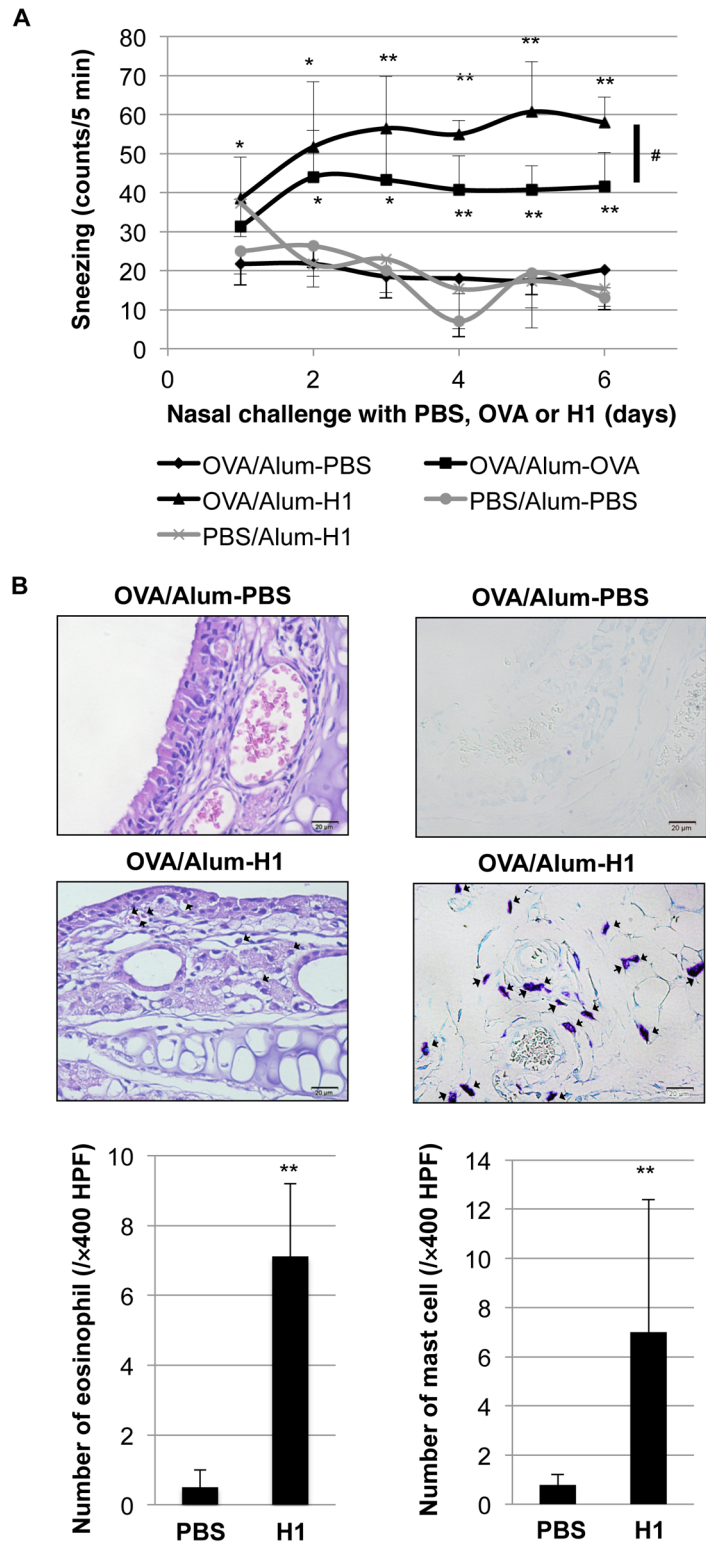 A
Sneezing (counts/5 min)
80
70
60
50
40
30
20
10
0
* * ** ** ** **
* * ** ** **
#
0 2 4 6
Nasal challenge with PBS, OVA or H1 (days)
OVA/Alum-PBS OVA/Alum-OVA
OVA/Alum-H1 PBS/Alum-PBS
PBS/Alum-H1
B
OVA/Alum-PBS OVA/Alum-PBS
20 µm 20 µm
OVA/Alum-H1 OVA/Alum-H1
20 µm 20 µm
Number of eosinophil (/×400 HPF)
10
8
6
4
2
0
**
PBS H1
Number of mast cell (/×400 HPF)
14
12
10
8
6
4
2
0
**
PBS H1